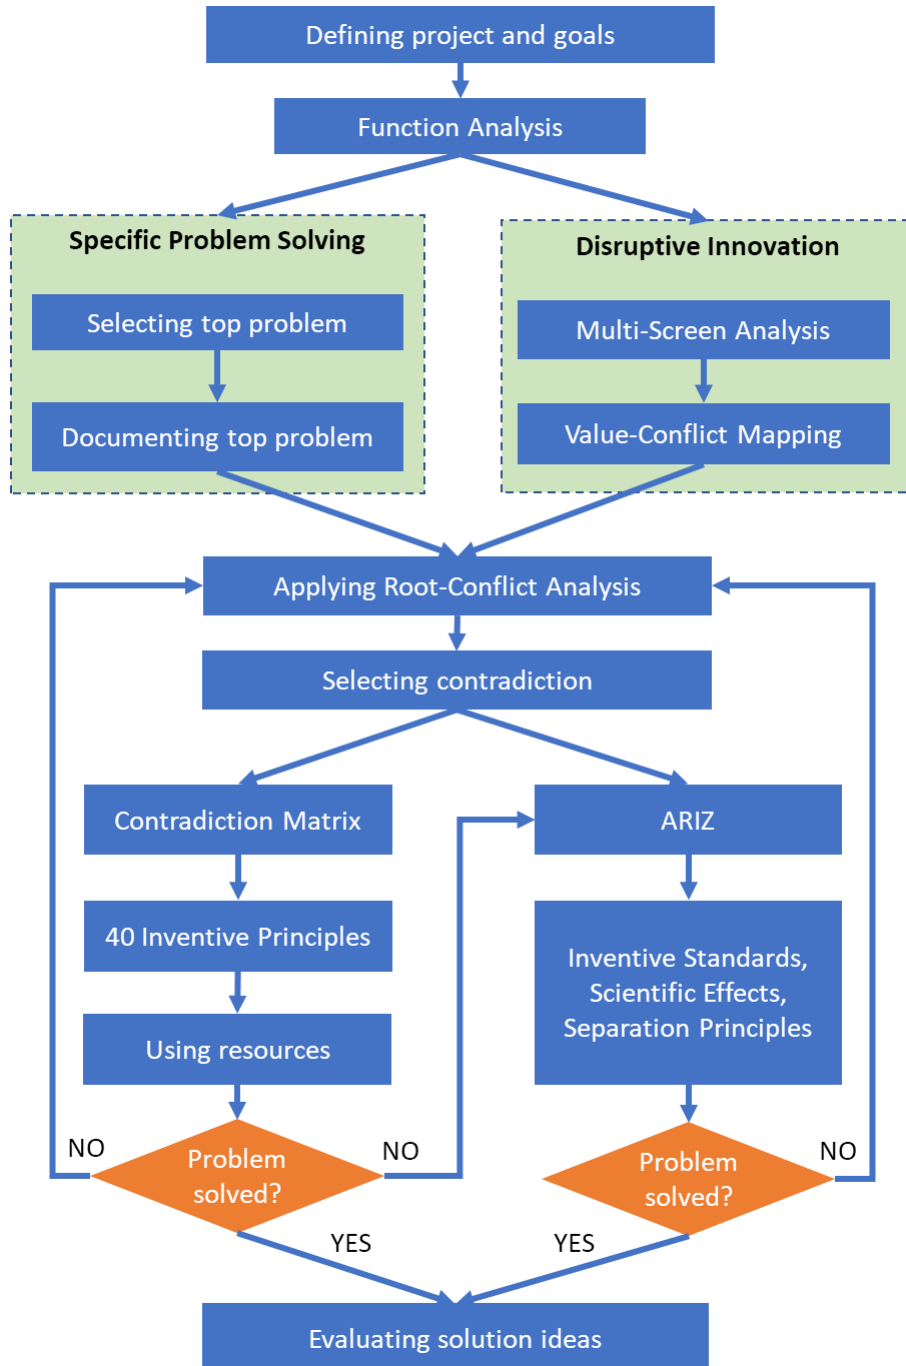 Defining project and goals
Function Analysis
Specific Problem Solving
Selecting top problem
Documenting top problem
Disruptive Innovation
Multi-Screen Analysis
Value-Conflict Mapping
Applying Root-Conflict Analysis
Selecting contradiction
Contradiction Matrix
40 Inventive Principles
Using resources
NO
Problem
solved?
NO
YES
ARIZ
Inventive Standards,
Scientific Effects,
Separation Principles
Problem
solved?
NO
YES
Evaluating solution ideas